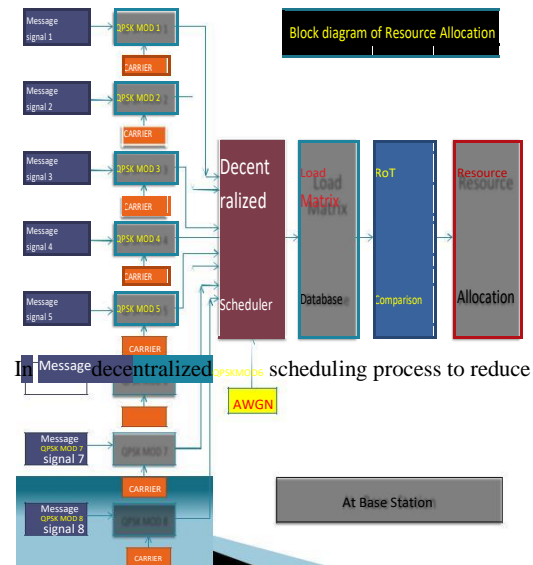 Block diagram of Resource Allocation
Message
signal 1
QPSK MOD 1
CARRIER
Message
signal 2
QPSK MOD 2
CARRIER
Message
signal 3
QPSK MOD 3
CARRIER
Message
signal 4
QPSK MOD 4
CARRIER
Message
signal 5
QPSK MOD 5
CARRIER
Decent
ralized
Scheduler
Load
Matrix
Database
RoT
Comparison
Resource
Allocation
In Message decentralized QPSK MOD 6 scheduling process to reduce
AWGN
Message
signal 7
QPSK MOD 7
CARRIER
Message
signal 8
QPSK MOD 8
CARRIER
At Base Station